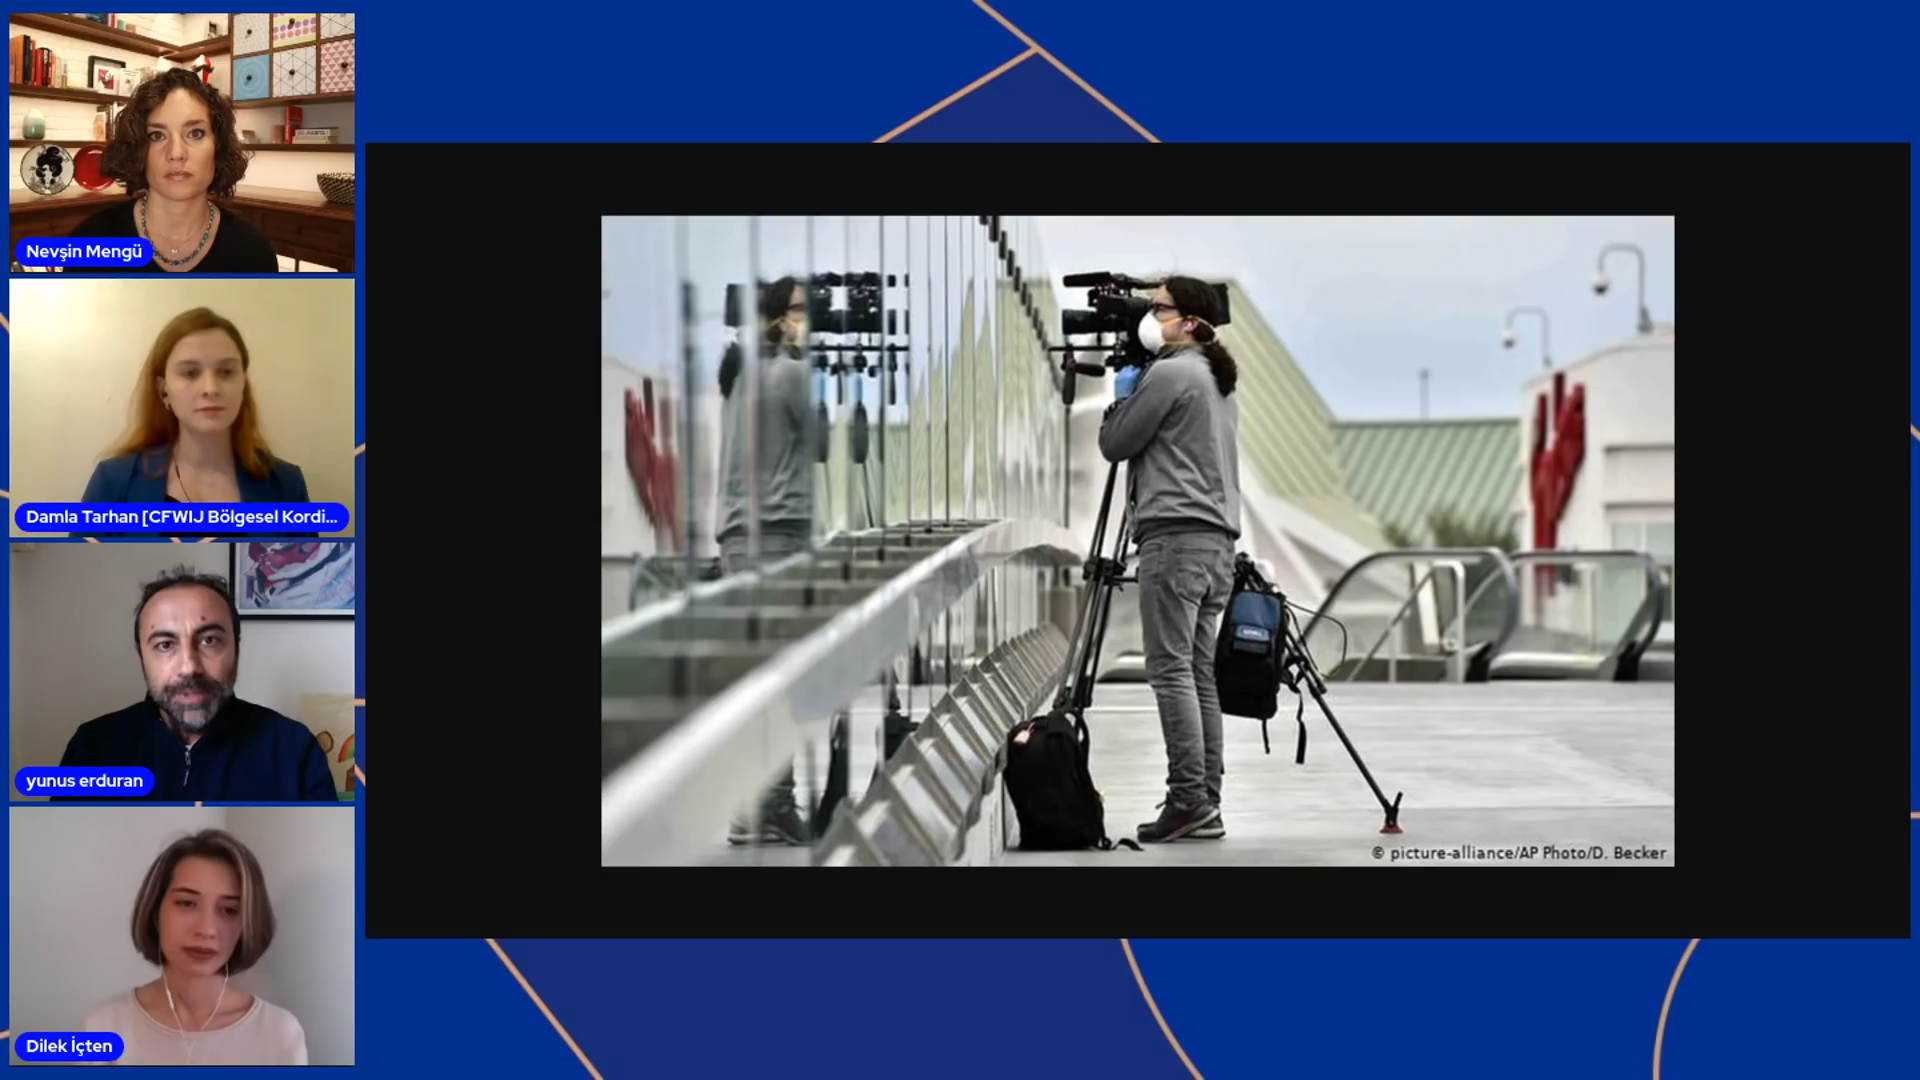 Nevşin Mengü
Damla Tarhan [CFWIJ Bölgesel Kordi...
yunus erduran
Dilek İçten
© picture-alliance/AP Photo/D. Becker